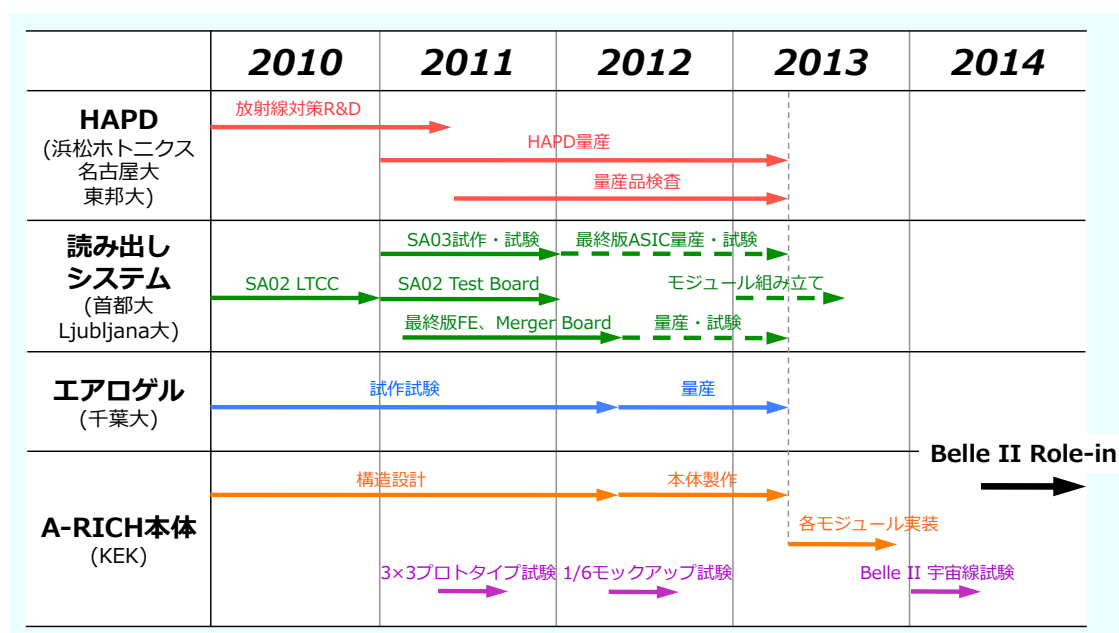 2010 2011 2012 2013 2014
HAPD
(浜松ホトニクス
名古屋大
東邦大)
放射線対策R&D
HAPD量産
量産品検査
読み出し
システム
(首都大
Ljubljana大)
SA03試作・試験 最終版ASIC量産・試験
SA02 LTCC SA02 Test Board モジュール組み立て
最終版FE、Merger Board 量産・試験
エアロゲル
(千葉大)
試作試験 量産
Belle II Role-in
A-RICH本体
(KEK)
構造設計 本体製作
各モジュール実装
3×3プロトタイプ試験 1/6モックアップ試験 Belle II 宇宙線試験